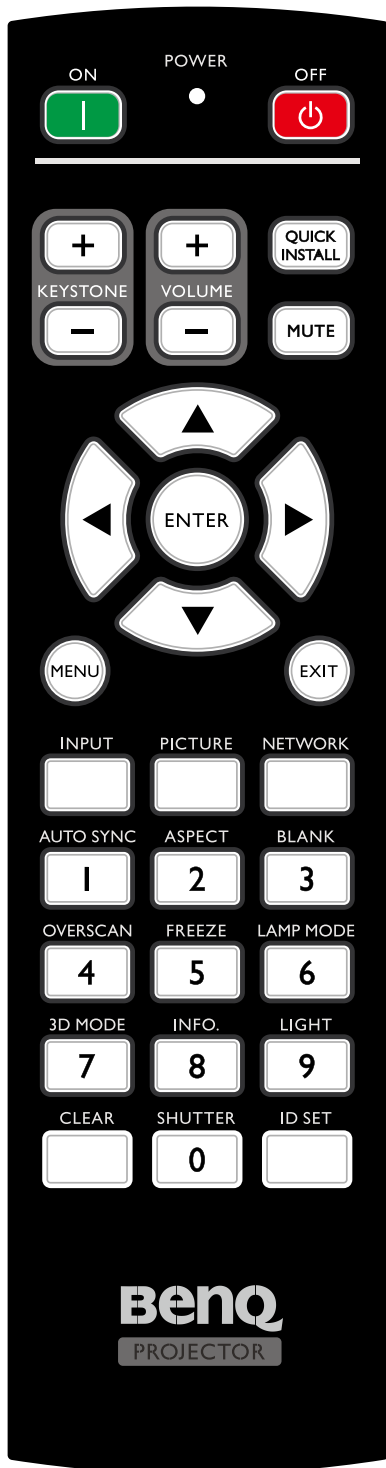 POWER
ON OFF
+ + QUICK
INSTALL
KEYSTONE VOLUME
− − MUTE
ENTER
MENU EXIT
INPUT PICTURE NETWORK
AUTO SYNC ASPECT BLANK
1 2 3
OVERSCAN FREEZE LAMP MODE
4 5 6
3D MODE INFO. LIGHT
7 8 9
CLEAR SHUTTER ID SET
0
BenQ
PROJECTOR